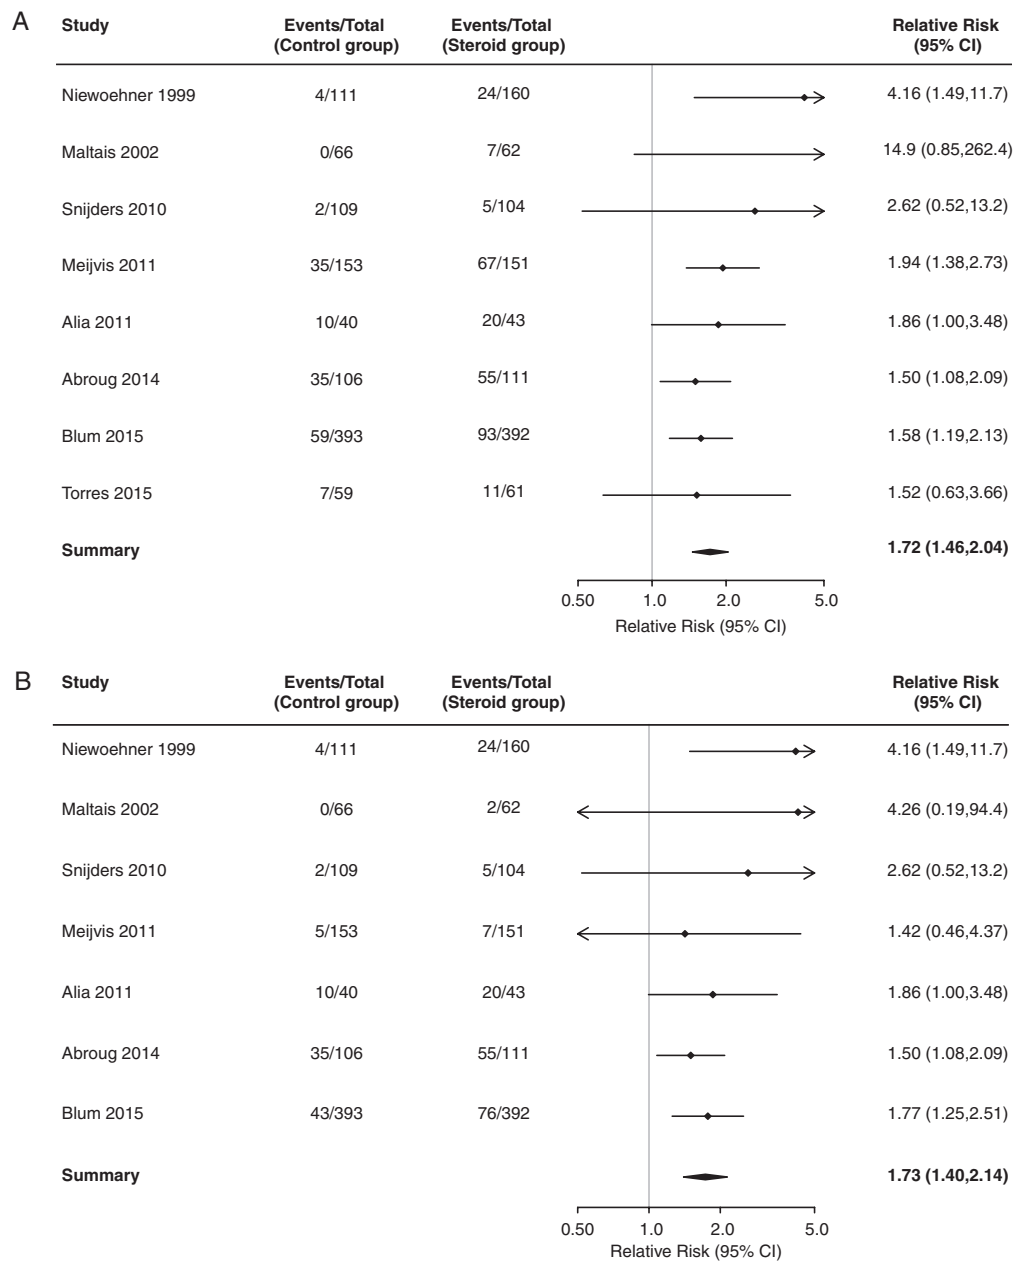 A
Study Events/Total Events/Total Relative Risk
(Control group) (Steroid group) (95% CI)
Niewoehner 1999 4/111 24/160 4.16 (1.49,11.7)
Maltais 2002 0/66 7/62 14.9 (0.85,262.4)
Snijders 2010 2/109 5/104 2.62 (0.52,13.2)
Meijvis 2011 35/153 67/151 1.94 (1.38,2.73)
Alia 2011 10/40 20/43 1.86 (1.00,3.48)
Abroug 2014 35/106 55/111 1.50 (1.08,2.09)
Blum 2015 59/393 93/392 1.58 (1.19,2.13)
Torres 2015 7/59 11/61 1.52 (0.63,3.66)
Summary 1.72 (1.46,2.04)
0.50 1.0 2.0 5.0
Relative Risk (95% CI)
B
Study Events/Total Events/Total Relative Risk
(Control group) (Steroid group) (95% CI)
Niewoehner 1999 4/111 24/160 4.16 (1.49,11.7)
Maltais 2002 0/66 2/62 4.26 (0.19,94.4)
Snijders 2010 2/109 5/104 2.62 (0.52,13.2)
Meijvis 2011 5/153 7/151 1.42 (0.46,4.37)
Alia 2011 10/40 20/43 1.86 (1.00,3.48)
Abroug 2014 35/106 55/111 1.50 (1.08,2.09)
Blum 2015 43/393 76/392 1.77 (1.25,2.51)
Summary 1.73 (1.40,2.14)
0.50 1.0 2.0 5.0
Relative Risk (95% CI)